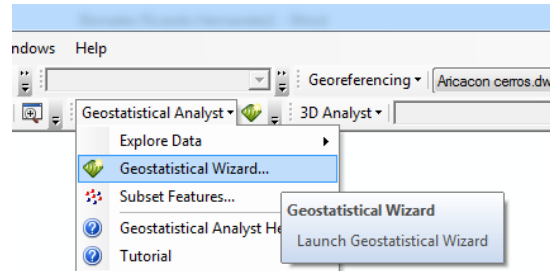 ndows Help
Georeferencing Aricacon cerros.dw
Geostatistical Analyst 3D Analyst
Explore Data
Geostatistical Wizard...
Subset Features...
Geostatistical Wizard
Geostatistical Analyst He
Launch Geostatistical Wizard
Tutorial